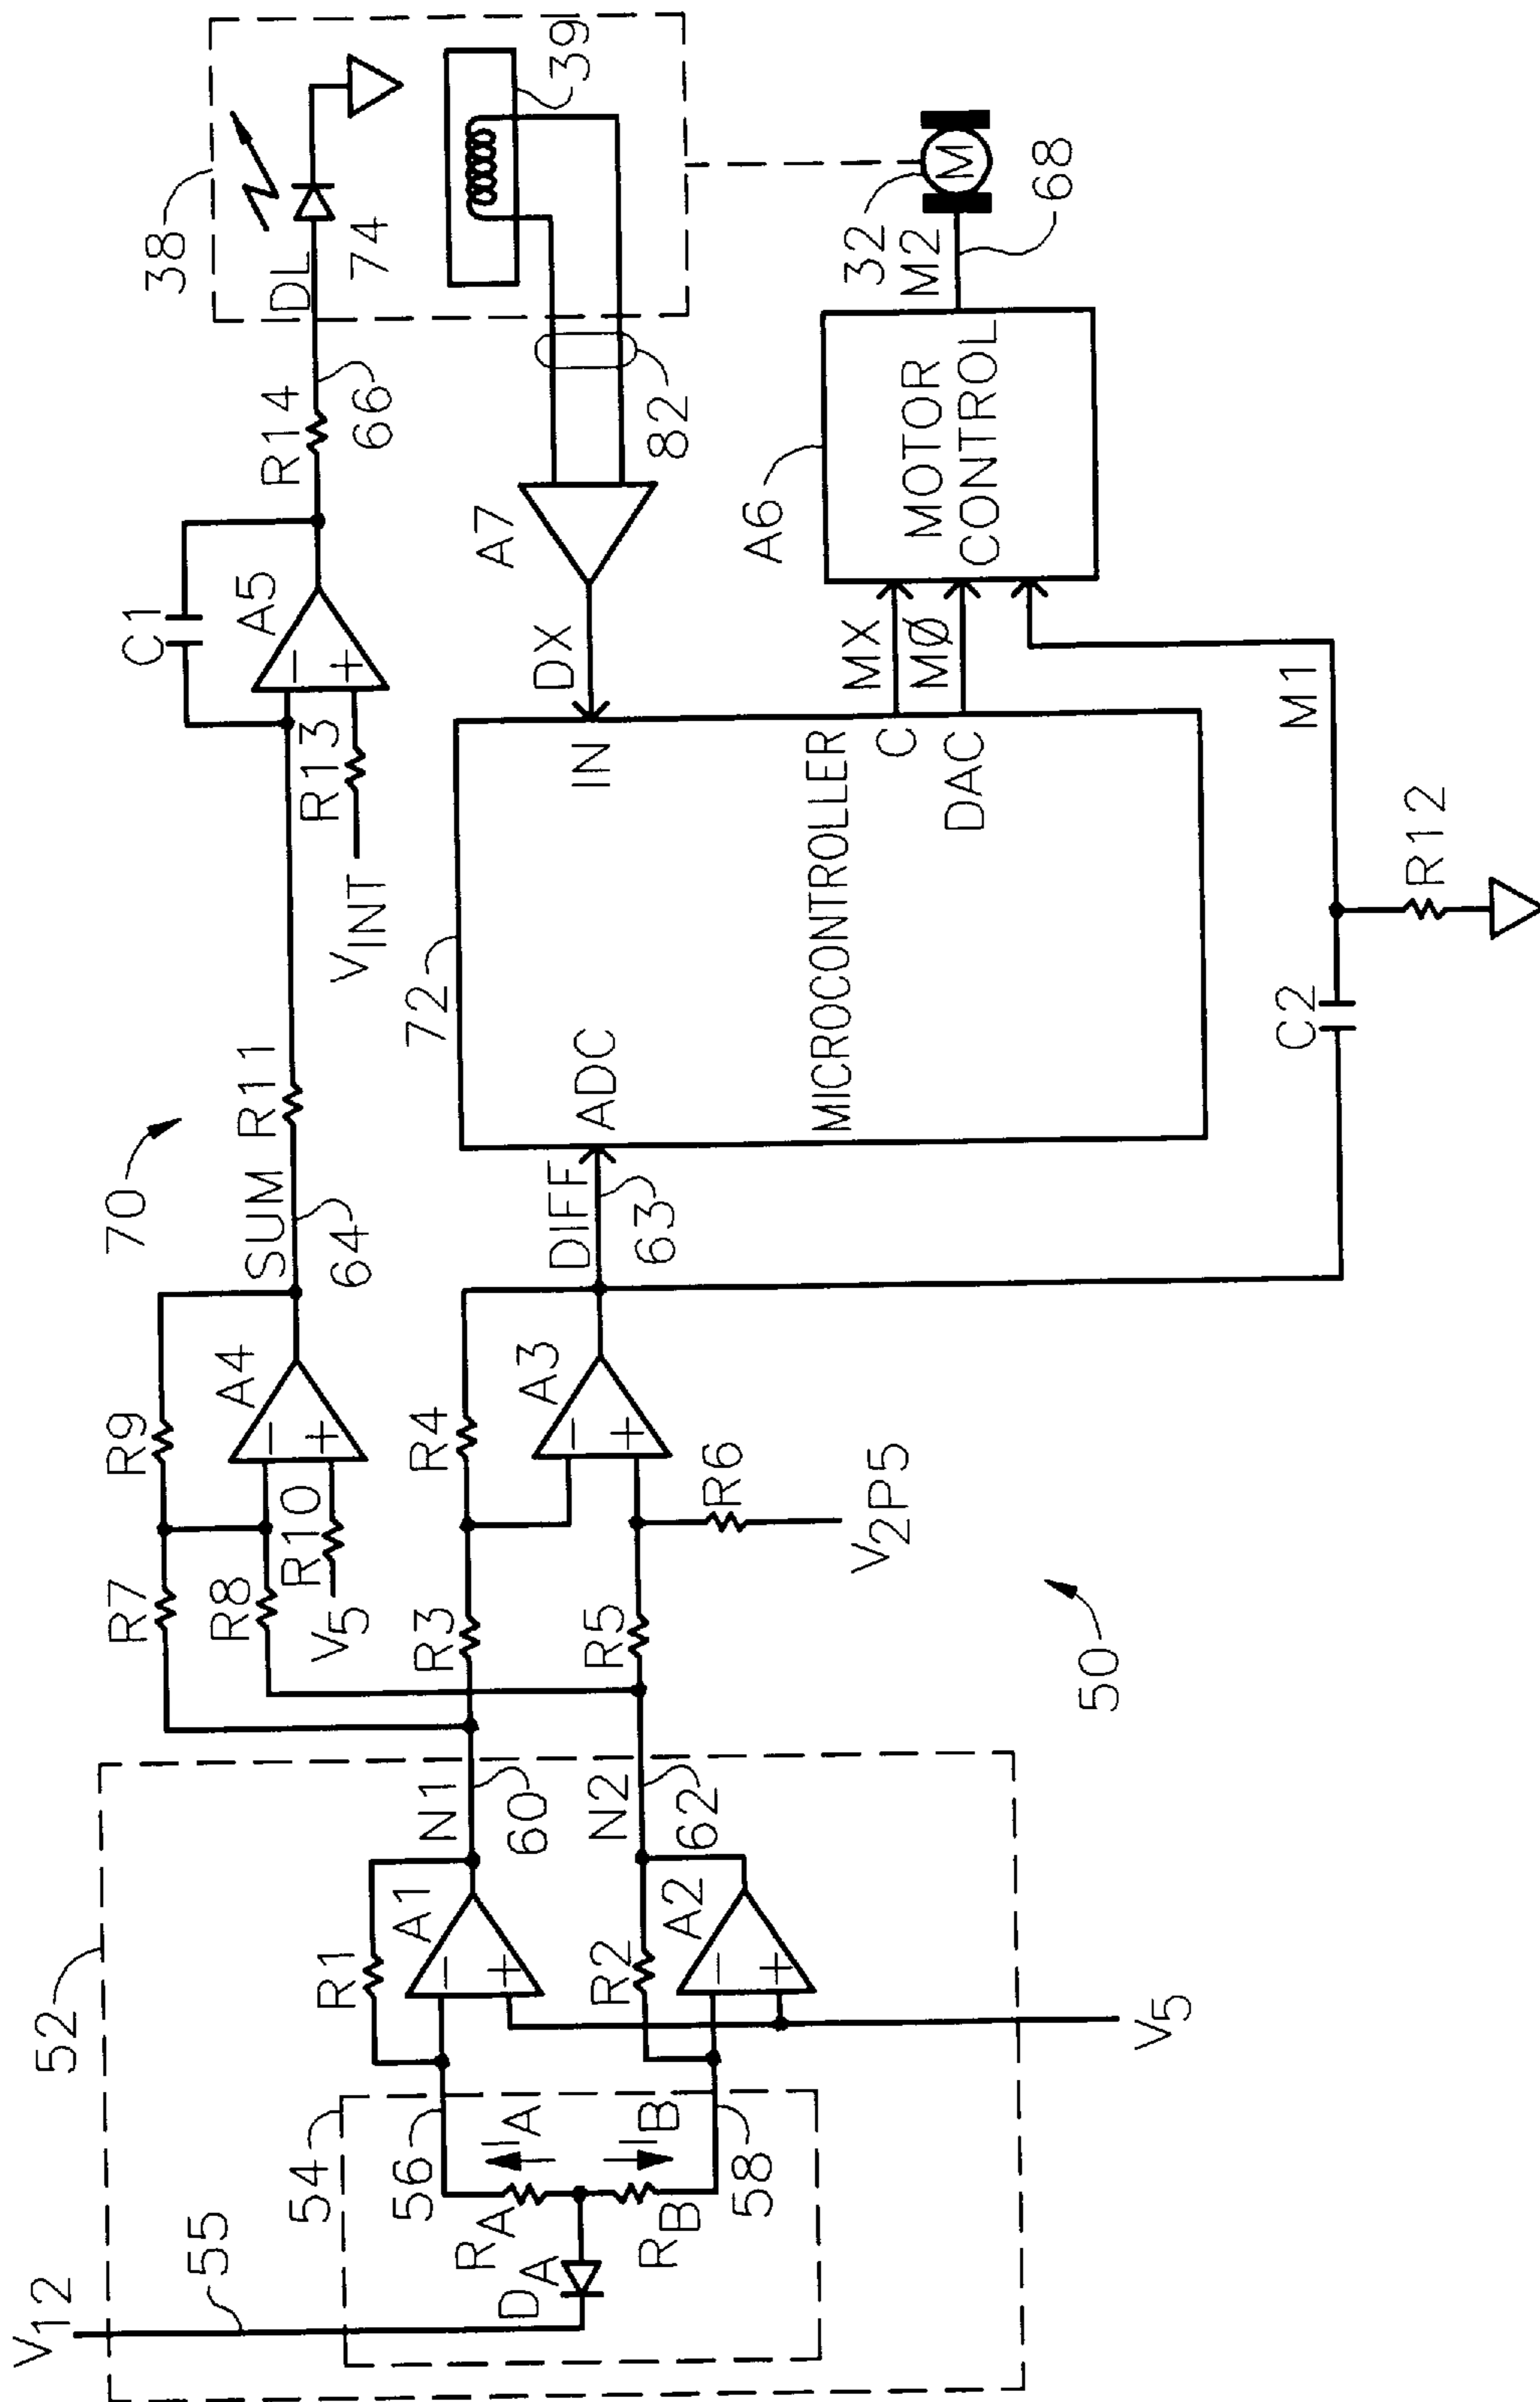 V12
55
52
54
56
IA
IB
RA
RB
DA
58
V5
R1
A1
R2
A2
N1
60
N2
62
50
R7
R8
R9
R10
V5
A4
R3
R4
R5
R6
V2P5
A3
70
SUM
64
DIFF
63
R11
72
ADC
MICROCONTROLLER
IN
C
DAC
C2
R12
M1
VINT
R13
C1
A5
R14
66
DX
A7
82
MX
MØ
A6
MOTOR
CONTROL
38
DL
74
39
32
M2
M
68